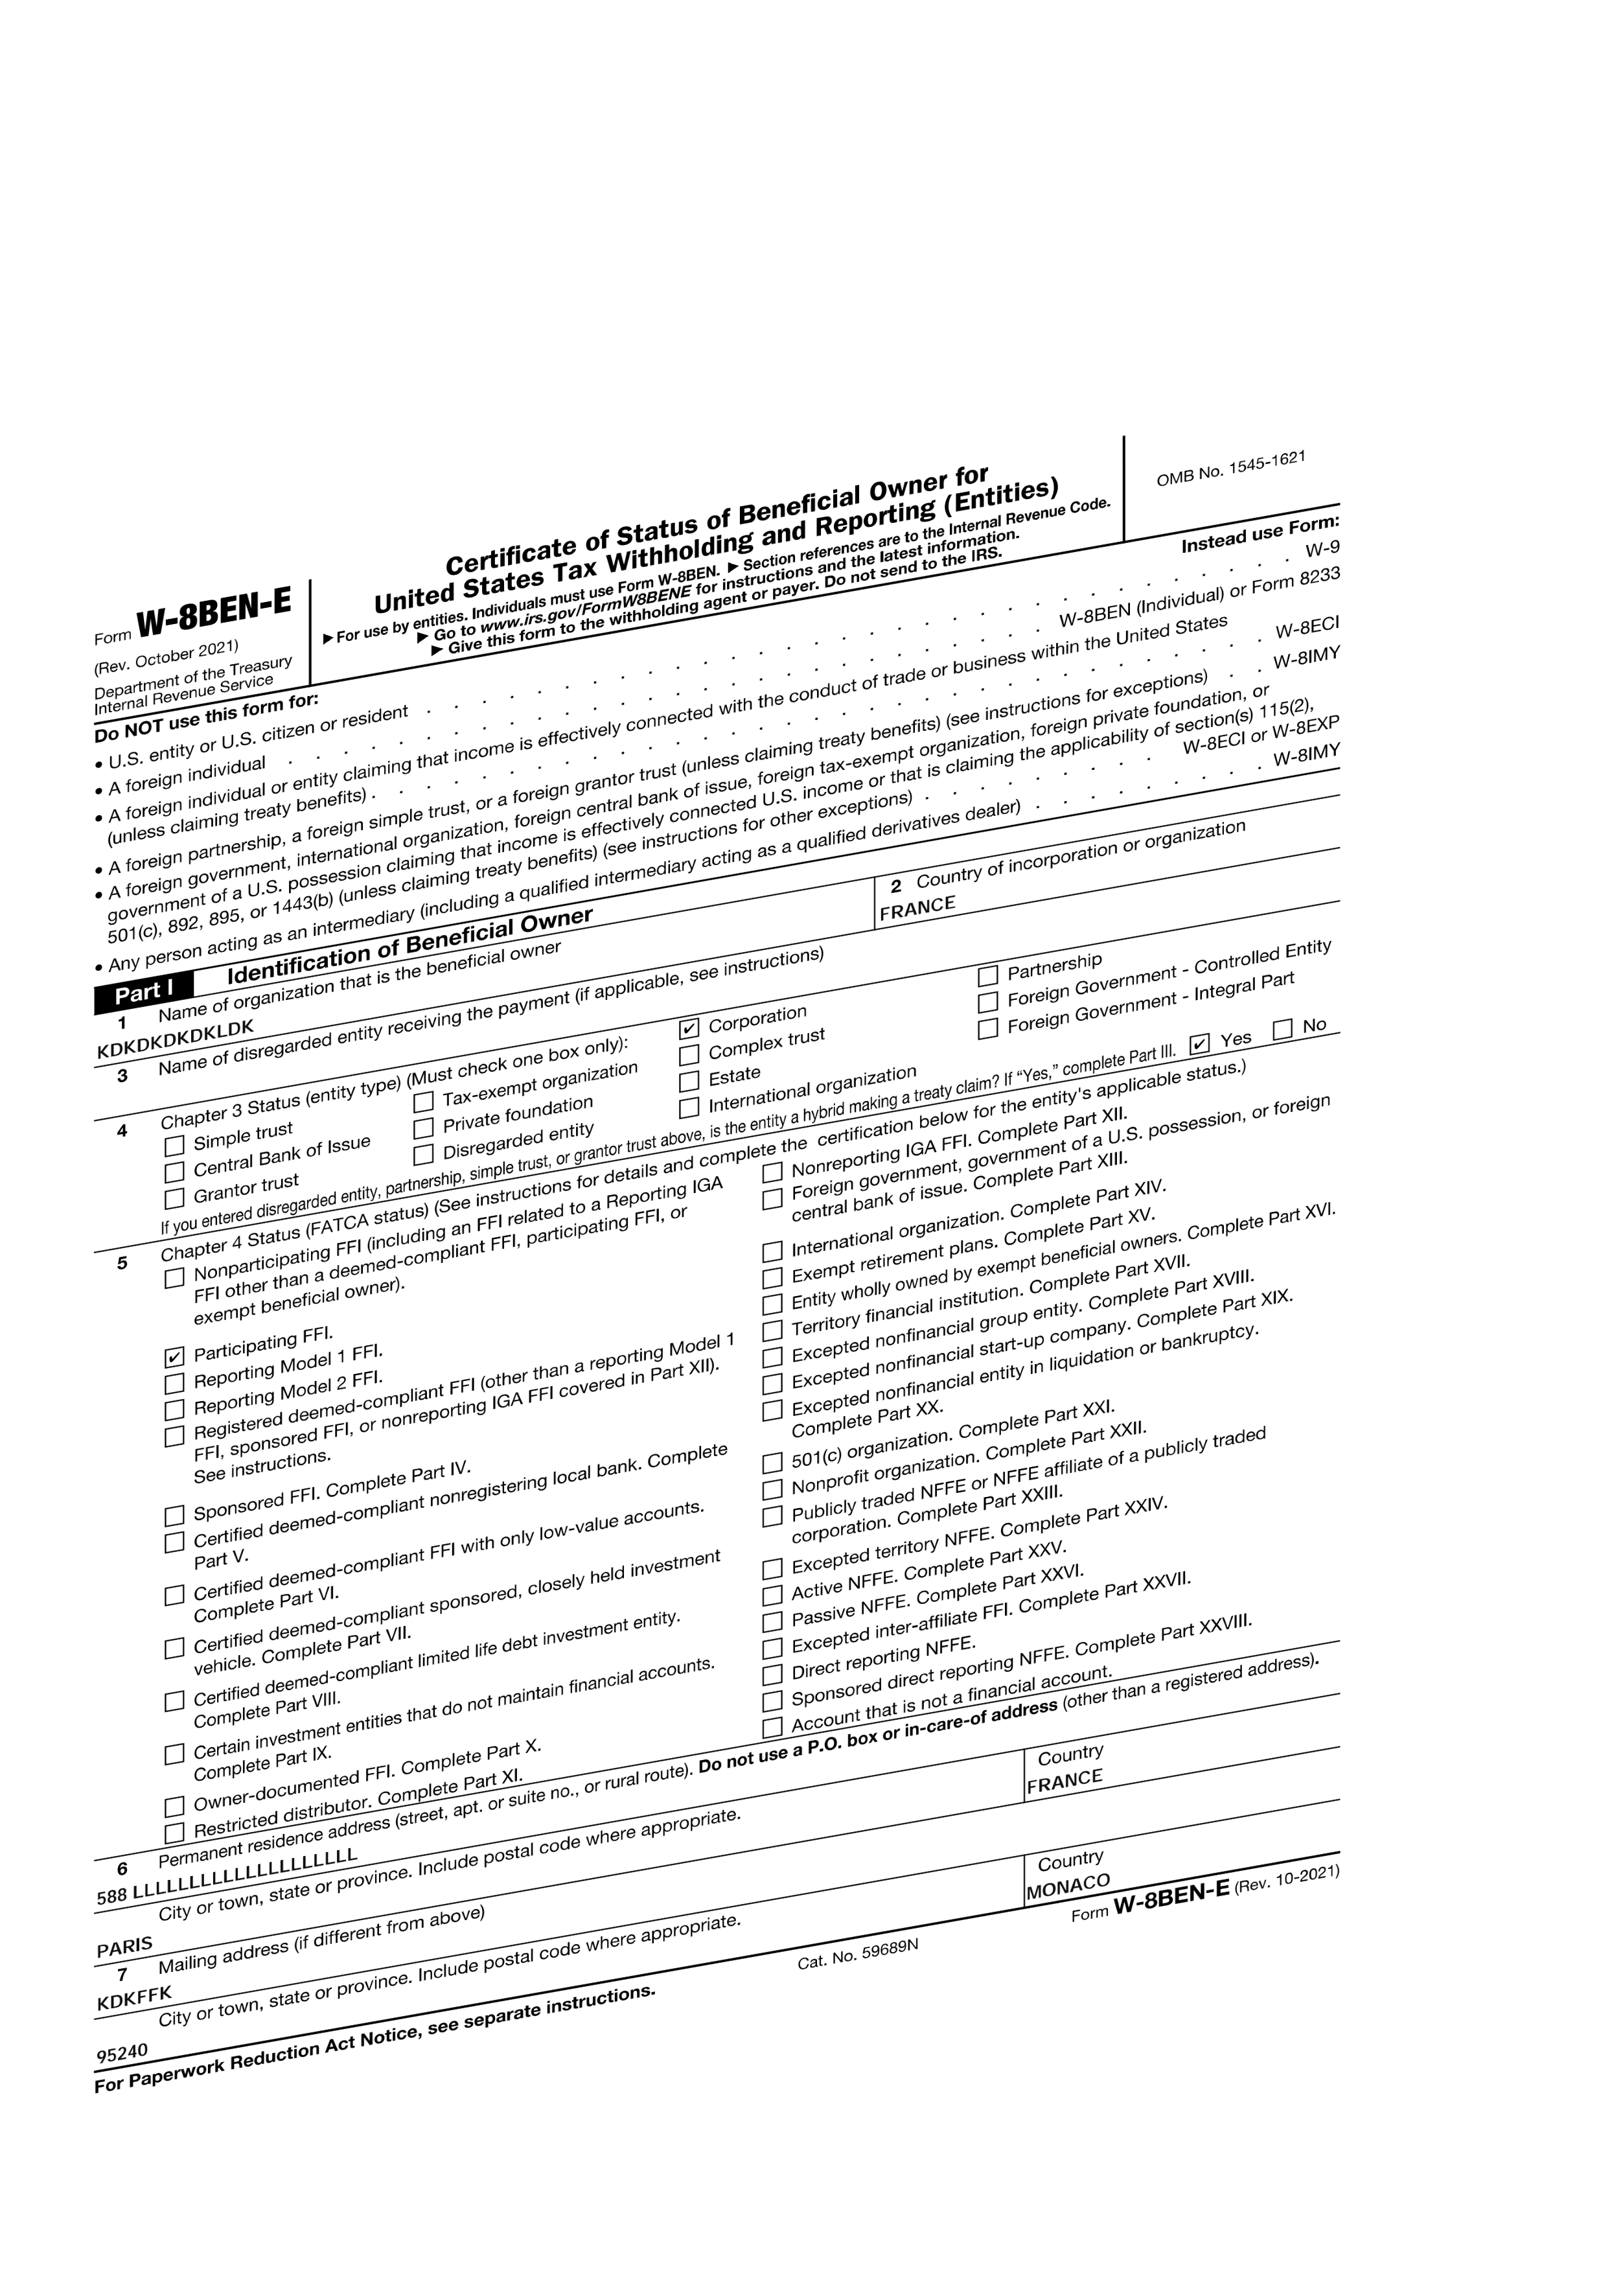 Form W-8BEN-E
(Rev. October 2021)
Department of the Treasury
Internal Revenue Service
Certificate of Status of Beneficial Owner for
United States Tax Withholding and Reporting (Entities)
▶ For use by entities. Individuals must use Form W-8BEN. ▶ Section references are to the Internal Revenue Code.
▶ Go to www.irs.gov/FormW8BENE for instructions and the latest information.
▶ Give this form to the withholding agent or payer. Do not send to the IRS.
OMB No. 1545-1621
Do NOT use this form for: Instead use Form:
• U.S. entity or U.S. citizen or resident . . . . . . . . . . . . . . . . . . . . . . . . . . . . . . . . W-9
• A foreign individual . . . . . . . . . . . . . . . . . . . . . . . . . . . . W-8BEN (Individual) or Form 8233
• A foreign individual or entity claiming that income is effectively connected with the conduct of trade or business within the United States
(unless claiming treaty benefits) . . . . . . . . . . . . . . . . . . . . . . . . . . . . . . . . . W-8ECI
• A foreign partnership, a foreign simple trust, or a foreign grantor trust (unless claiming treaty benefits) (see instructions for exceptions) . . W-8IMY
• A foreign government, international organization, foreign central bank of issue, foreign tax-exempt organization, foreign private foundation, or
government of a U.S. possession claiming that income is effectively connected U.S. income or that is claiming the applicability of section(s) 115(2),
501(c), 892, 895, or 1443(b) (unless claiming treaty benefits) (see instructions for other exceptions) . . . . . . . . . . W-8ECI or W-8EXP
• Any person acting as an intermediary (including a qualified intermediary acting as a qualified derivatives dealer) . . . . . . . . . W-8IMY
Part I Identification of Beneficial Owner
1 Name of organization that is the beneficial owner
KDKDKDKDKLDK
2 Country of incorporation or organization
FRANCE
3 Name of disregarded entity receiving the payment (if applicable, see instructions)
4 Chapter 3 Status (entity type) (Must check one box only):
☑ Corporation
☐ Partnership
☐ Simple trust
☐ Tax-exempt organization
☐ Complex trust
☐ Foreign Government - Controlled Entity
☐ Central Bank of Issue
☐ Private foundation
☐ Estate
☐ Foreign Government - Integral Part
☐ Grantor trust
☐ Disregarded entity
☐ International organization
If you entered disregarded entity, partnership, simple trust, or grantor trust above, is the entity a hybrid making a treaty claim? If “Yes,” complete Part III. ☑ Yes ☐ No
5 Chapter 4 Status (FATCA status) (See instructions for details and complete the certification below for the entity's applicable status.)
☐ Nonparticipating FFI (including an FFI related to a Reporting IGA
FFI other than a deemed-compliant FFI, participating FFI, or
exempt beneficial owner).
☑ Participating FFI.
☐ Reporting Model 1 FFI.
☐ Reporting Model 2 FFI.
☐ Registered deemed-compliant FFI (other than a reporting Model 1
FFI, sponsored FFI, or nonreporting IGA FFI covered in Part XII).
See instructions.
☐ Sponsored FFI. Complete Part IV.
☐ Certified deemed-compliant nonregistering local bank. Complete
Part V.
☐ Certified deemed-compliant FFI with only low-value accounts.
Complete Part VI.
☐ Certified deemed-compliant sponsored, closely held investment
vehicle. Complete Part VII.
☐ Certified deemed-compliant limited life debt investment entity.
Complete Part VIII.
☐ Certain investment entities that do not maintain financial accounts.
Complete Part IX.
☐ Owner-documented FFI. Complete Part X.
☐ Restricted distributor. Complete Part XI.
☐ Nonreporting IGA FFI. Complete Part XII.
☐ Foreign government, government of a U.S. possession, or foreign
central bank of issue. Complete Part XIII.
☐ International organization. Complete Part XIV.
☐ Exempt retirement plans. Complete Part XV.
☐ Entity wholly owned by exempt beneficial owners. Complete Part XVI.
☐ Territory financial institution. Complete Part XVII.
☐ Excepted nonfinancial group entity. Complete Part XVIII.
☐ Excepted nonfinancial start-up company. Complete Part XIX.
☐ Excepted nonfinancial entity in liquidation or bankruptcy.
Complete Part XX.
☐ 501(c) organization. Complete Part XXI.
☐ Nonprofit organization. Complete Part XXII.
☐ Publicly traded NFFE or NFFE affiliate of a publicly traded
corporation. Complete Part XXIII.
☐ Excepted territory NFFE. Complete Part XXIV.
☐ Active NFFE. Complete Part XXV.
☐ Passive NFFE. Complete Part XXVI.
☐ Excepted inter-affiliate FFI. Complete Part XXVII.
☐ Direct reporting NFFE.
☐ Sponsored direct reporting NFFE. Complete Part XXVIII.
☐ Account that is not a financial account.
6 Permanent residence address (street, apt. or suite no., or rural route). Do not use a P.O. box or in-care-of address (other than a registered address).
588 LLLLLLLLLLLLLLLLL
City or town, state or province. Include postal code where appropriate.
PARIS
Country
FRANCE
7 Mailing address (if different from above)
KDKFFK
City or town, state or province. Include postal code where appropriate.
95240
Country
MONACO
For Paperwork Reduction Act Notice, see separate instructions.
Cat. No. 59689N
Form W-8BEN-E (Rev. 10-2021)